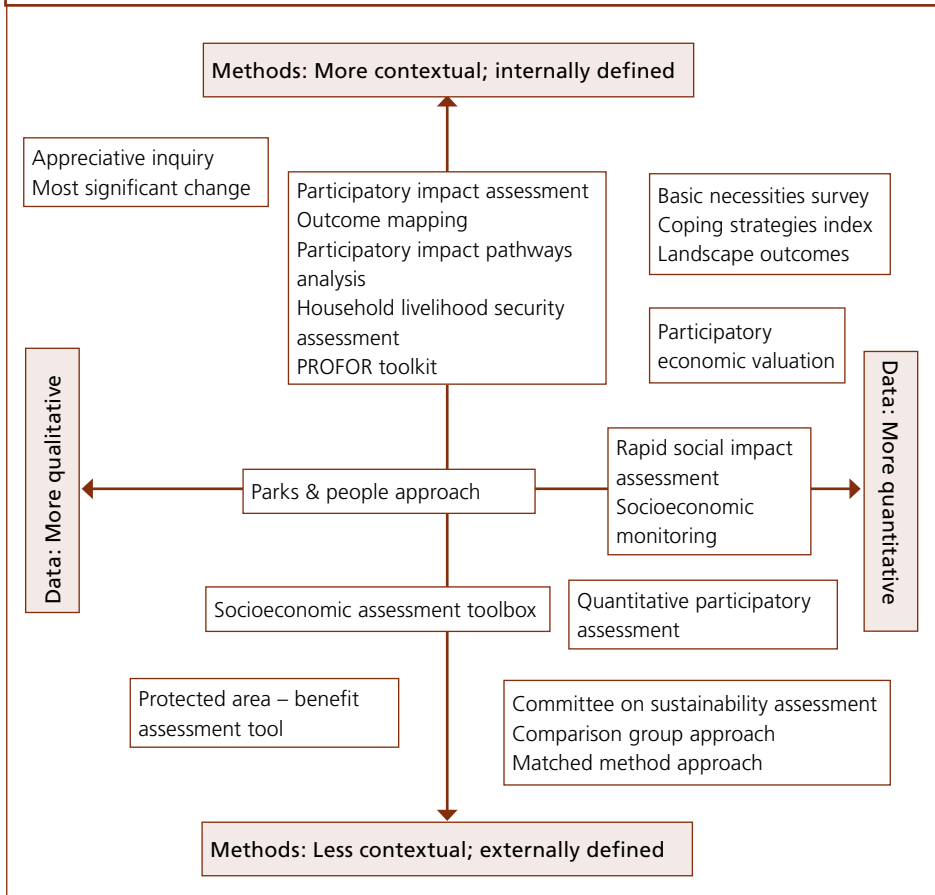 Methods: More contextual; internally defined
Appreciative inquiry
Most significant change
Participatory impact assessment
Outcome mapping
Participatory impact pathways
analysis
Household livelihood security
assessment
PROFOR toolkit
Basic necessities survey
Coping strategies index
Landscape outcomes
Participatory
economic valuation
Data: More qualitative
Parks & people approach
Rapid social impact
assessment
Socioeconomic
monitoring
Data: More quantitative
Socioeconomic assessment toolbox
Quantitative participatory
assessment
Protected area – benefit
assessment tool
Committee on sustainability assessment
Comparison group approach
Matched method approach
Methods: Less contextual; externally defined